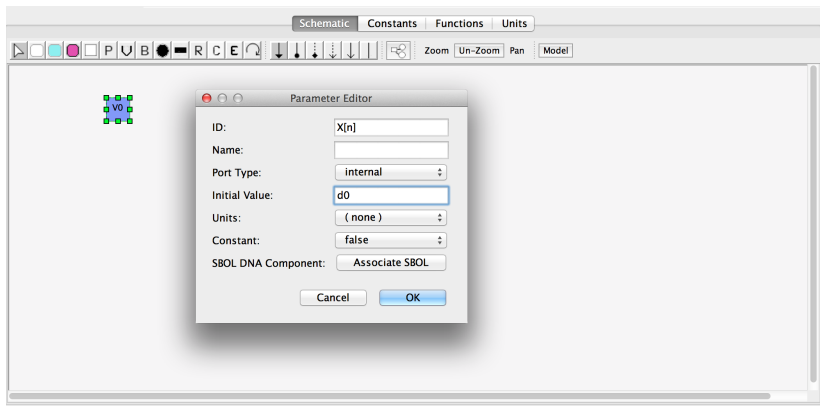 Schematic Constants Functions Units
P V B R C E Zoom Un-Zoom Pan Model
V0
Parameter Editor
ID: X[n]
Name:
Port Type: internal
Initial Value: d0
Units: ( none )
Constant: false
SBOL DNA Component: Associate SBOL
Cancel OK